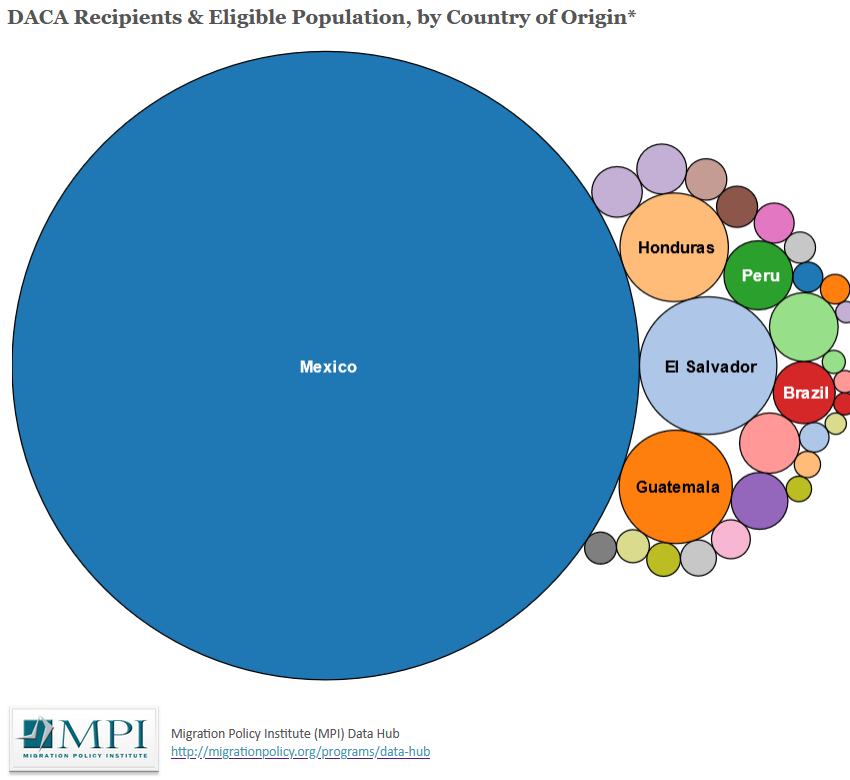 DACA Recipients & Eligible Population, by Country of Origin*
Honduras
Peru
Mexico
El Salvador
Brazil
Guatemala
MPI
MIGRATION POLICY INSTITUTE
Migration Policy Institute (MPI) Data Hub
http://migrationpolicy.org/programs/data-hub